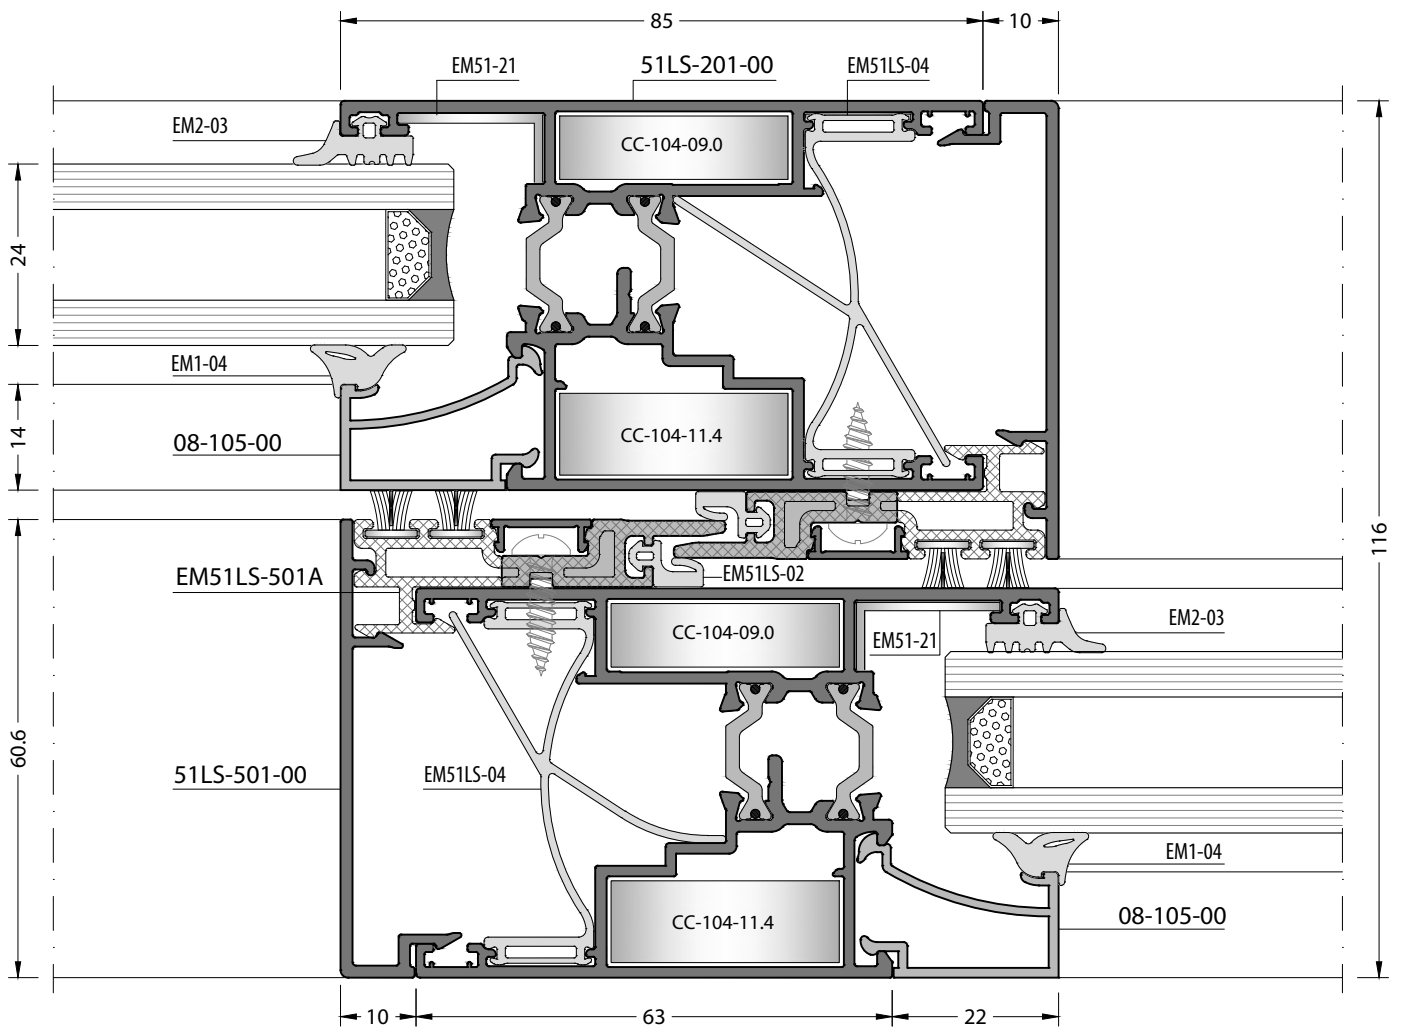 85
10
EM51-21
51LS-201-00
EM51LS-04
EM2-03
CC-104-09.0
24
EM1-04
14
08-105-00
CC-104-11.4
116
EM51LS-501A
EM51LS-02
EM2-03
CC-104-09.0
EM51-21
60.6
51LS-501-00
EM51LS-04
EM1-04
CC-104-11.4
08-105-00
10
63
22